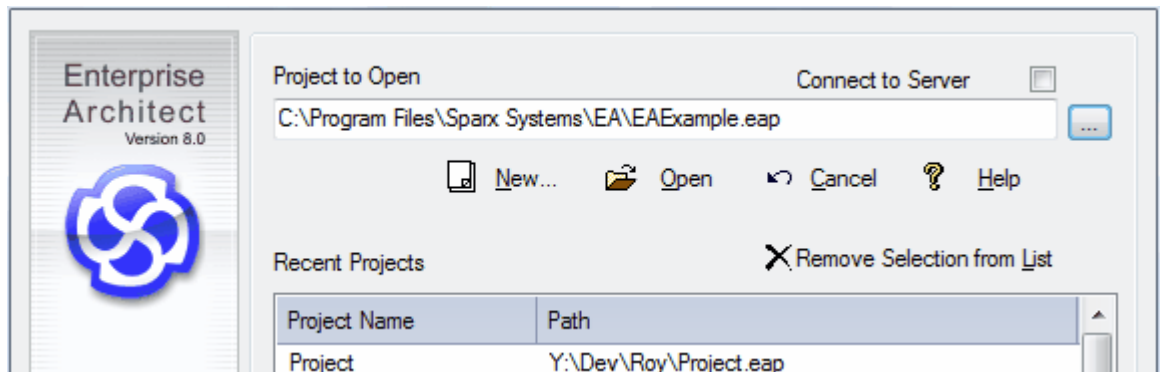 Enterprise
Architect
Version 8.0
Project to Open
Connect to Server
C:\Program Files\Sparx Systems\EA\EAExample.eap
...
New... Open Cancel Help
Recent Projects
Remove Selection from List
Project Name Path
Project Y:\Dev\Roy\Project.eap